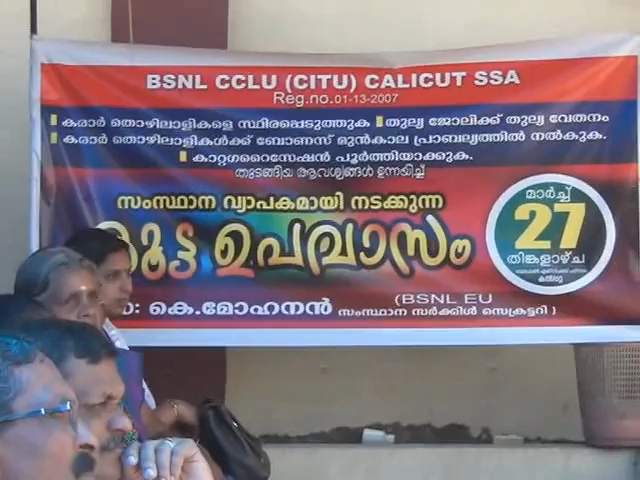 BSNL CCLU (CITU) CALICUT SSA
Reg.no.01-13-2007
കരാർ തൊഴിലാളികളെ സ്ഥിരപ്പെടുത്തുക തുല്യ ജോലിക്ക് തുല്യ വേതനം
കരാർ തൊഴിലാളികൾക്ക് ബോണസ് മുൻകാല പ്രാബല്യത്തിൽ നൽകുക.
കാറ്റഗറൈസേഷൻ പൂർത്തിയാക്കുക.
തുടങ്ങിയ ആവശ്യങ്ങൾ ഉന്നയിച്ച്
സംസ്ഥാന വ്യാപകമായി നടക്കുന്ന
കൂട്ട ഉപവാസം
മാർച്ച്
27
തിങ്കളാഴ്ച
കെ.മോഹനൻ (BSNL EU
സംസ്ഥാന സർക്കിൾ സെക്രട്ടറി )